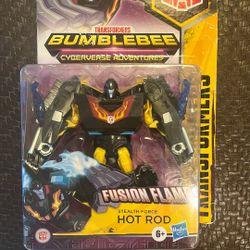 TRANSFORMERS
BUMBLEBEE
CYBERVERSE ADVENTURES
TRANSFORMERS
FUSION FLAME
STEALTH FORCE
HOT ROD
6+
Hasbro